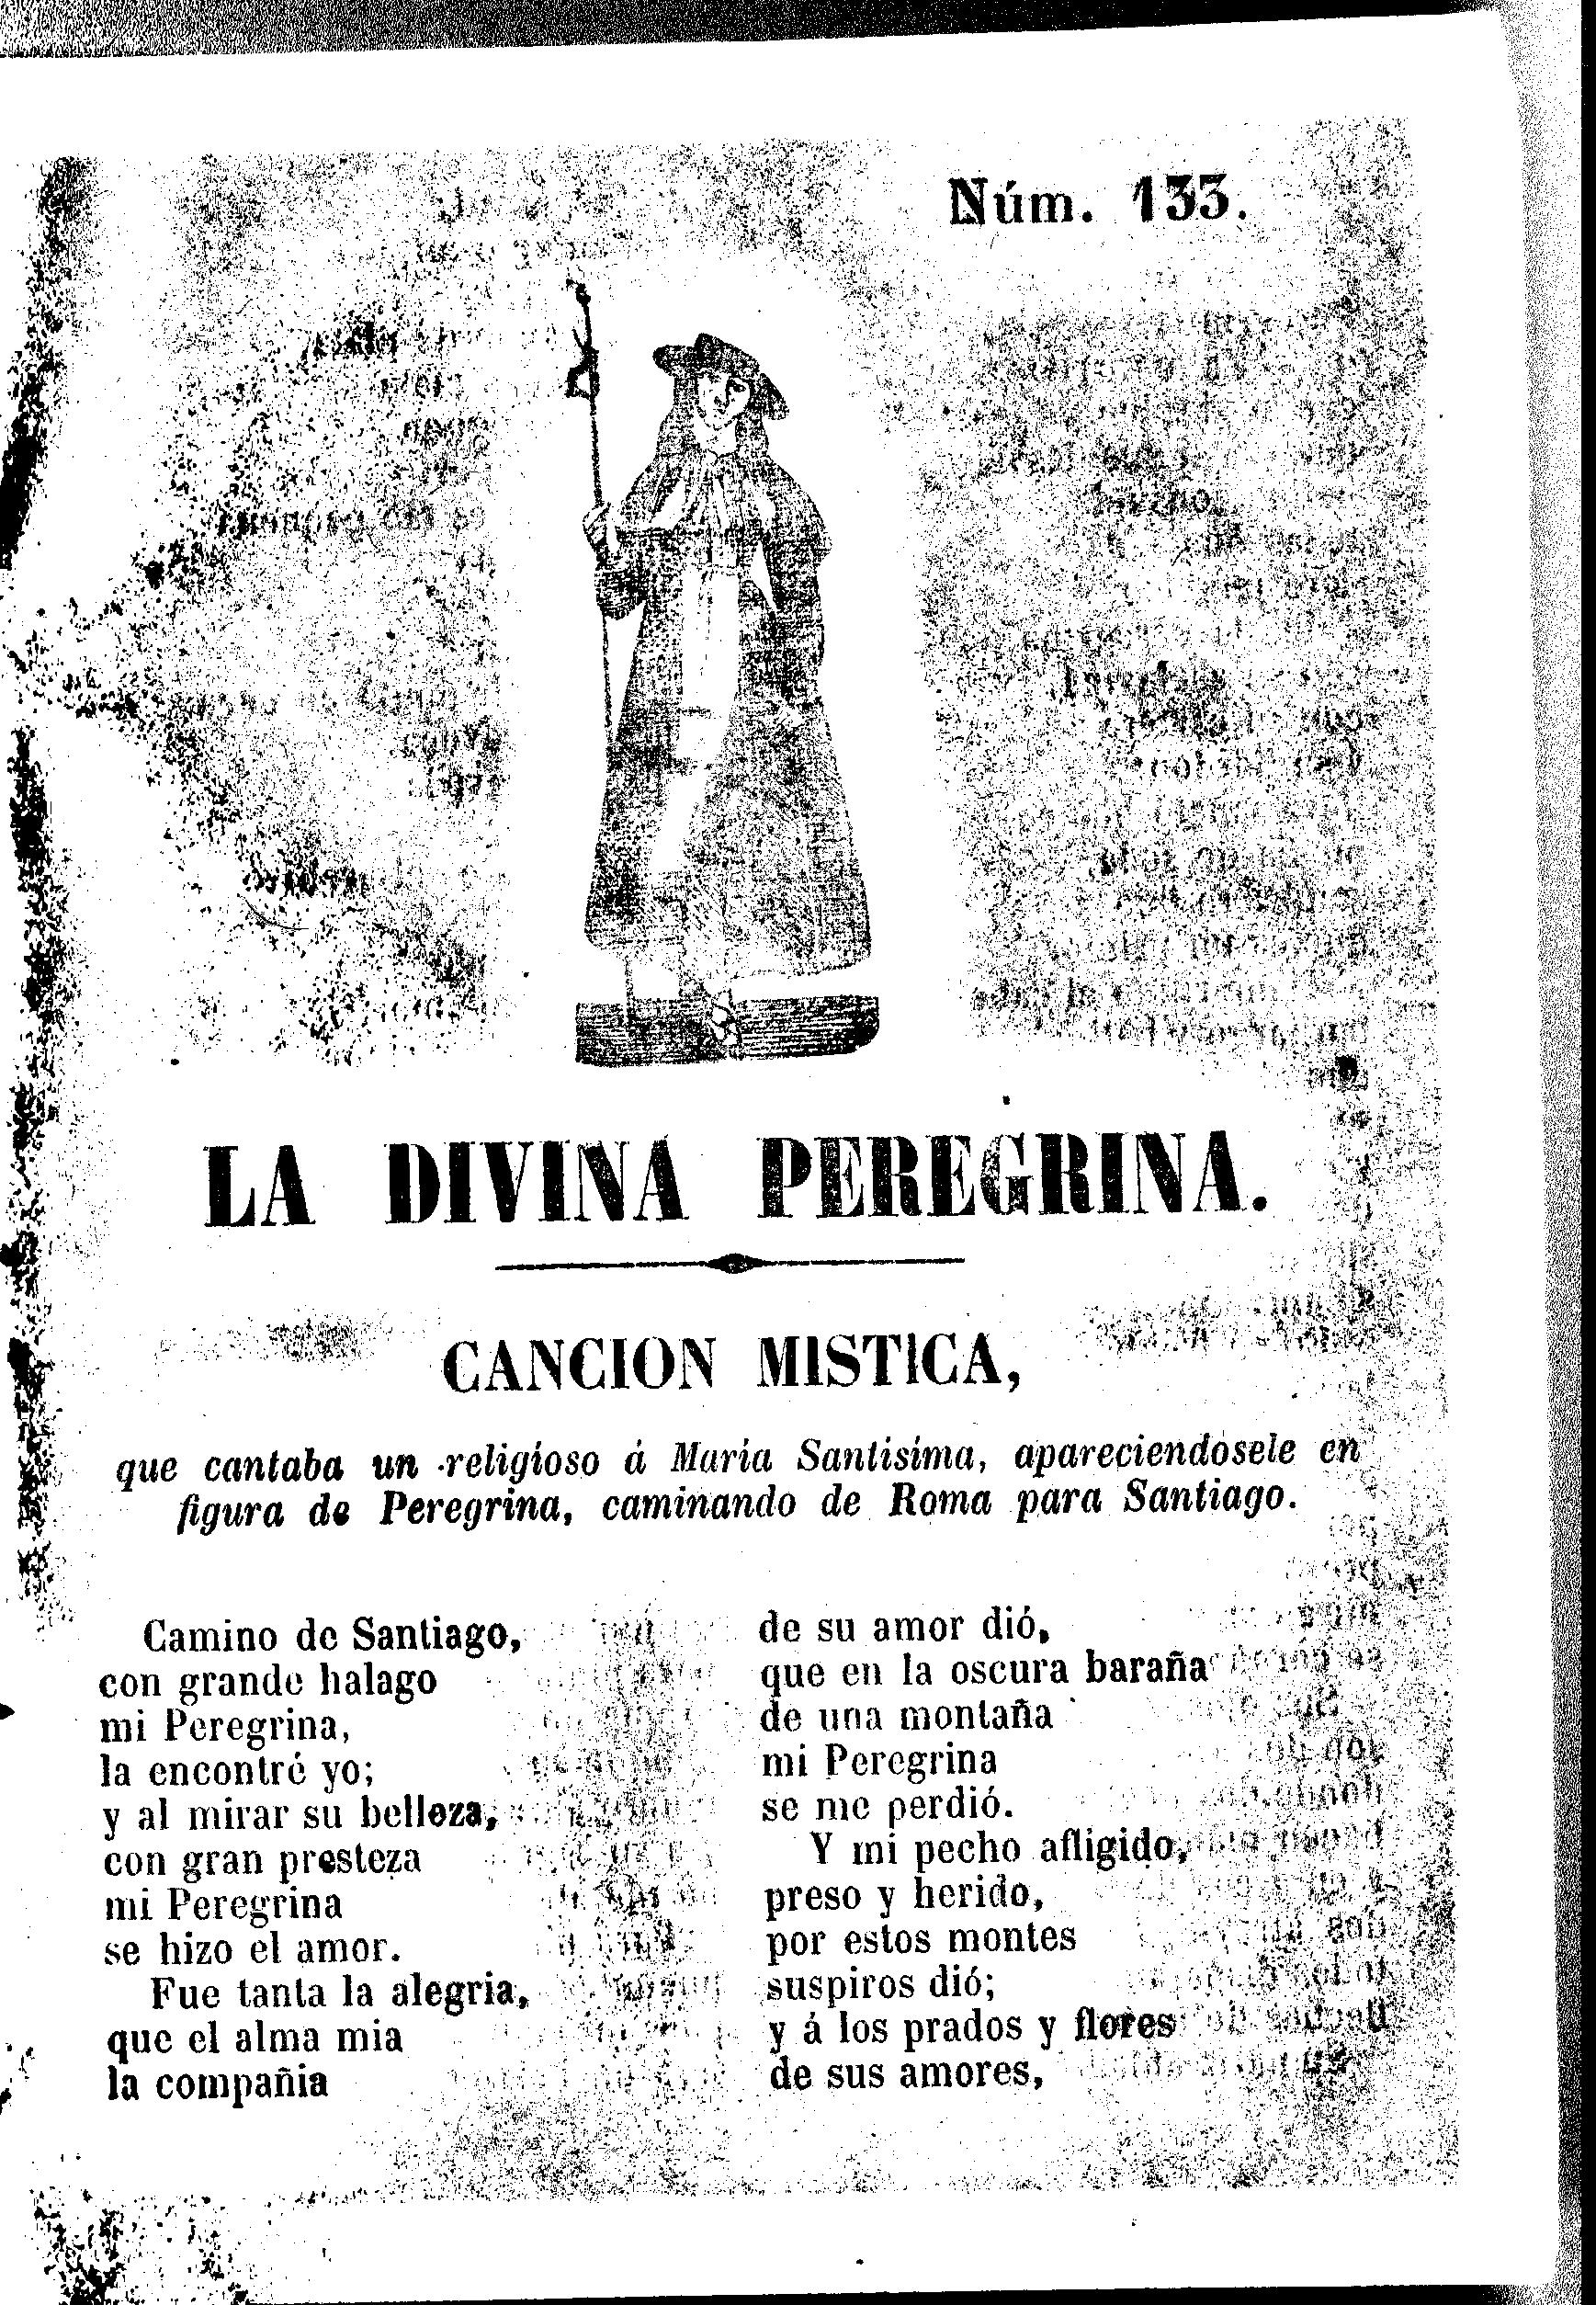 Núm. 133.
LA DIVINA PEREGRINA.
CANCION MISTICA,
que cantaba un religioso á Maria Santisima, apareciendosele en
figura de Peregrina, caminando de Roma para Santiago.
Camino de Santiago,
con grande halago
mi Peregrina,
la encontré yo;
y al mirar su belleza,
con gran presteza
mi Peregrina
se hizo el amor.
Fue tanta la alegria,
que el alma mia
la compañia
de su amor dió,
que en la oscura baraña
de una montaña
mi Peregrina
se me perdió.
Y mi pecho afligido,
preso y herido,
por estos montes
suspiros dió;
y á los prados y flores
de sus amores,